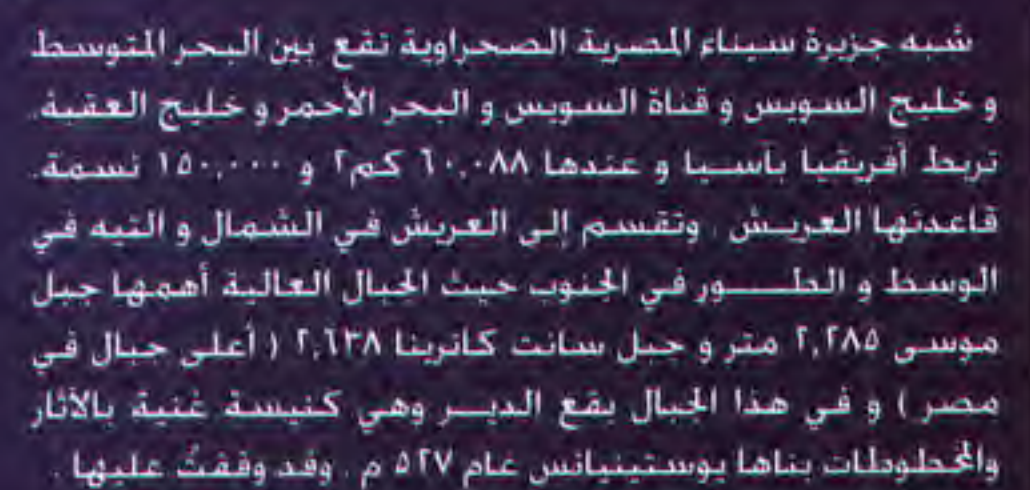 شبه جزيرة سيناء المصرية الصحراوية تقع بين البحر المتوسط
و خليج السويس و قناة السويس و البحر الأحمر و خليج العقبة.
تربط أفريقيا بآسيا و عندها ٦٠,٠٨٨ كم٢ و ١٥٠,٠٠٠ نسمة.
قاعدتها العريش . وتقسم إلى العريش في الشمال و التيه في
الوسط و الطور في الجنوب حيث الجبال العالية أهمها جبل
موسى ٢,٢٨٥ متر و جبل سانت كاترينا ٢,٦٣٨ ( أعلى جبال في
مصر ) و في هذا الجبال يقع الدير وهي كنيسة غنية بالآثار
والمخطوطات بناها يوستينيانس عام ٥٢٧ م . وقد وقفتُ عليها .